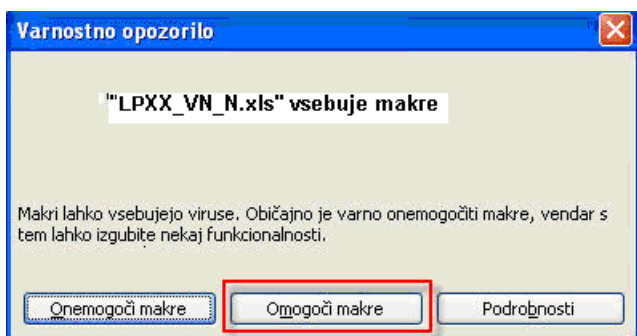 Varnostno opozorilo
"LPXX_VN_N.xls" vsebuje makre
Makri lahko vsebujejo viruse. Običajno je varno onemogočiti makre, vendar s
tem lahko izgubite nekaj funkcionalnosti.
Onemogoči makre Omogoči makre Podrobnosti